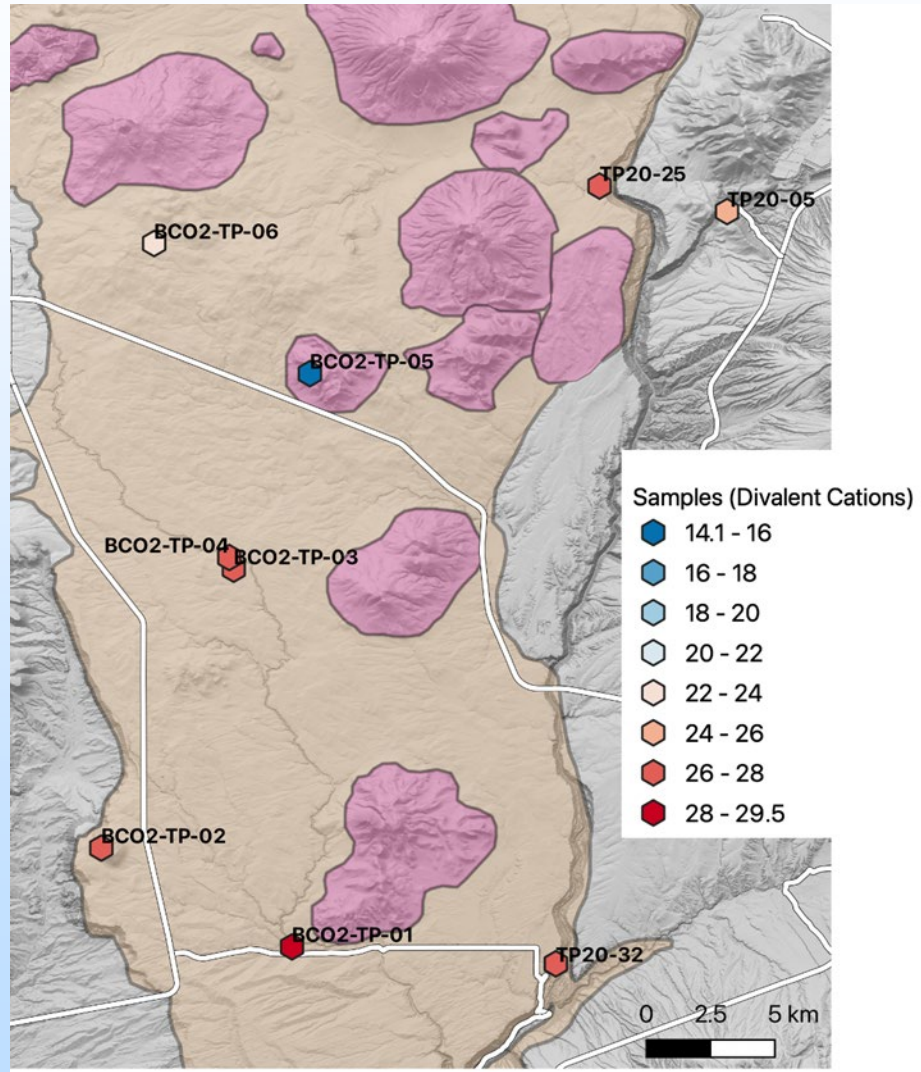 TP20-25
TP20-05
BCO2-TP-06
BCO2-TP-05
Samples (Divalent Cations)
14.1 - 16
16 - 18
18 - 20
20 - 22
22 - 24
24 - 26
26 - 28
28 - 29.5
BCO2-TP-04
BCO2-TP-03
BCO2-TP-02
BCO2-TP-01
TP20-32
0 2.5 5 km